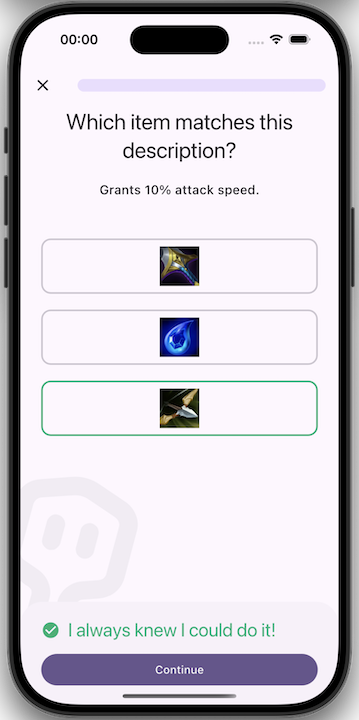 00:00
Which item matches this
description?
Grants 10% attack speed.
I always knew I could do it!
Continue